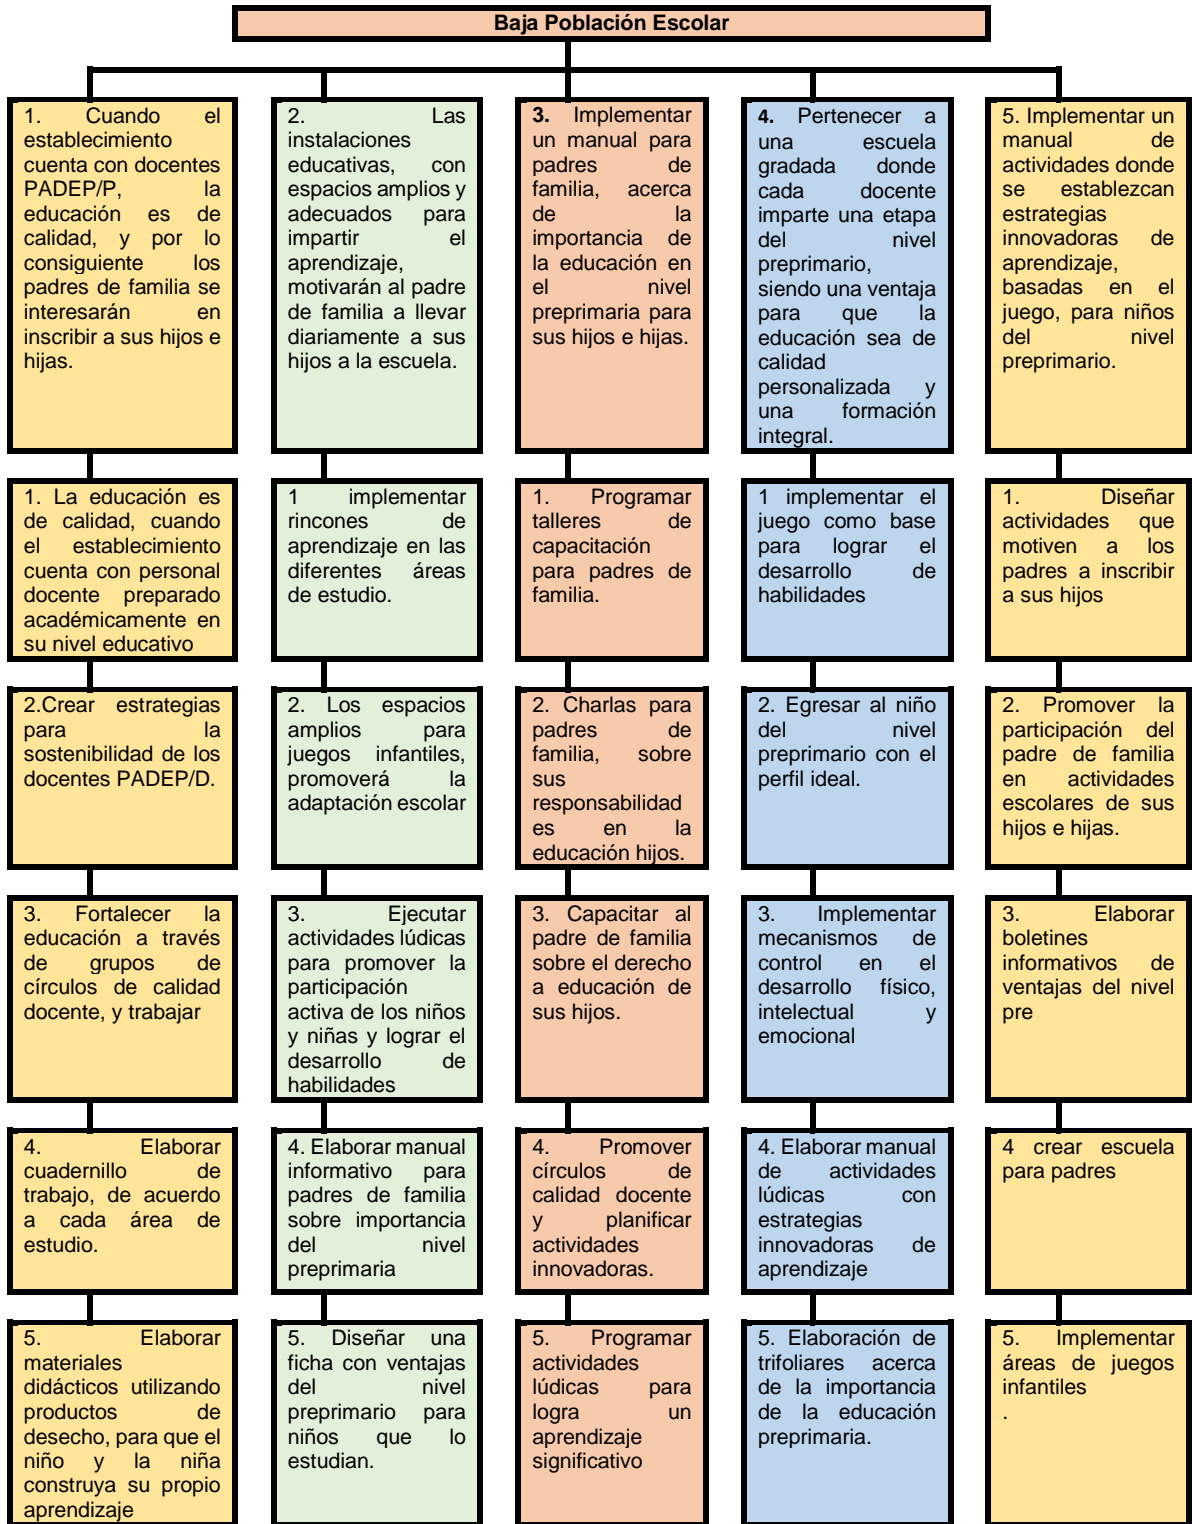 Baja Población Escolar
1. Cuando el
establecimiento
cuenta con docentes
PADEP/P, la
educación es de
calidad, y por lo
consiguiente los
padres de familia se
interesarán en
inscribir a sus hijos e
hijas.
2. Las
instalaciones
educativas, con
espacios amplios y
adecuados para
impartir el
aprendizaje,
motivarán al padre
de familia a llevar
diariamente a sus
hijos a la escuela.
3. Implementar
un manual para
padres de
familia, acerca
de la
importancia de
la educación en
el nivel
preprimaria para
sus hijos e hijas.
4. Pertenecer a
una escuela
gradada donde
cada docente
imparte una etapa
del nivel
preprimario,
siendo una ventaja
para que la
educación sea de
calidad
personalizada y
una formación
integral.
5. Implementar un
manual de
actividades donde
se establezcan
estrategias
innovadoras de
aprendizaje,
basadas en el
juego, para niños
del nivel
preprimario.
1. La educación es
de calidad, cuando
el establecimiento
cuenta con personal
docente preparado
académicamente en
su nivel educativo
1 implementar
rincones de
aprendizaje en las
diferentes áreas
de estudio.
1. Programar
talleres de
capacitación
para padres de
familia.
1 implementar el
juego como base
para lograr el
desarrollo de
habilidades
1. Diseñar
actividades que
motiven a los
padres a inscribir
a sus hijos
2.Crear estrategias
para la
sostenibilidad de los
docentes PADEP/D.
2. Los espacios
amplios para
juegos infantiles,
promoverá la
adaptación escolar
2. Charlas para
padres de
familia, sobre
sus
responsabilidad
es en la
educación hijos.
2. Egresar al niño
del nivel
preprimario con el
perfil ideal.
2. Promover la
participación del
padre de familia
en actividades
escolares de sus
hijos e hijas.
3. Fortalecer la
educación a través
de grupos de
círculos de calidad
docente, y trabajar
3. Ejecutar
actividades lúdicas
para promover la
participación
activa de los niños
y niñas y lograr el
desarrollo de
habilidades
3. Capacitar al
padre de familia
sobre el derecho
a educación de
sus hijos.
3. Implementar
mecanismos de
control en el
desarrollo físico,
intelectual y
emocional
3. Elaborar
boletines
informativos de
ventajas del nivel
pre
4. Elaborar
cuadernillo de
trabajo, de acuerdo
a cada área de
estudio.
4. Elaborar manual
informativo para
padres de familia
sobre importancia
del nivel
preprimaria
4. Promover
círculos de
calidad docente
y planificar
actividades
innovadoras.
4. Elaborar manual
de actividades
lúdicas con
estrategias
innovadoras de
aprendizaje
4 crear escuela
para padres
5. Elaborar
materiales
didácticos utilizando
productos de
desecho, para que el
niño y la niña
construya su propio
aprendizaje
5. Diseñar una
ficha con ventajas
del nivel
preprimario para
niños que lo
estudian.
5. Programar
actividades
lúdicas para
logra un
aprendizaje
significativo
5. Elaboración de
trifoliares acerca
de la importancia
de la educación
preprimaria.
5. Implementar
áreas de juegos
infantiles
.